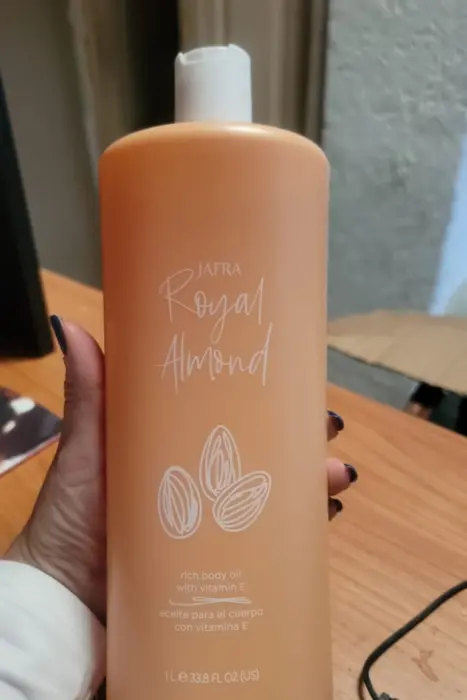 JAFRA
Royal
Almond
rich body oil
with vitamin E
aceite para el cuerpo
con vitamina E
1 L ℮ 33.8 FL OZ (US)